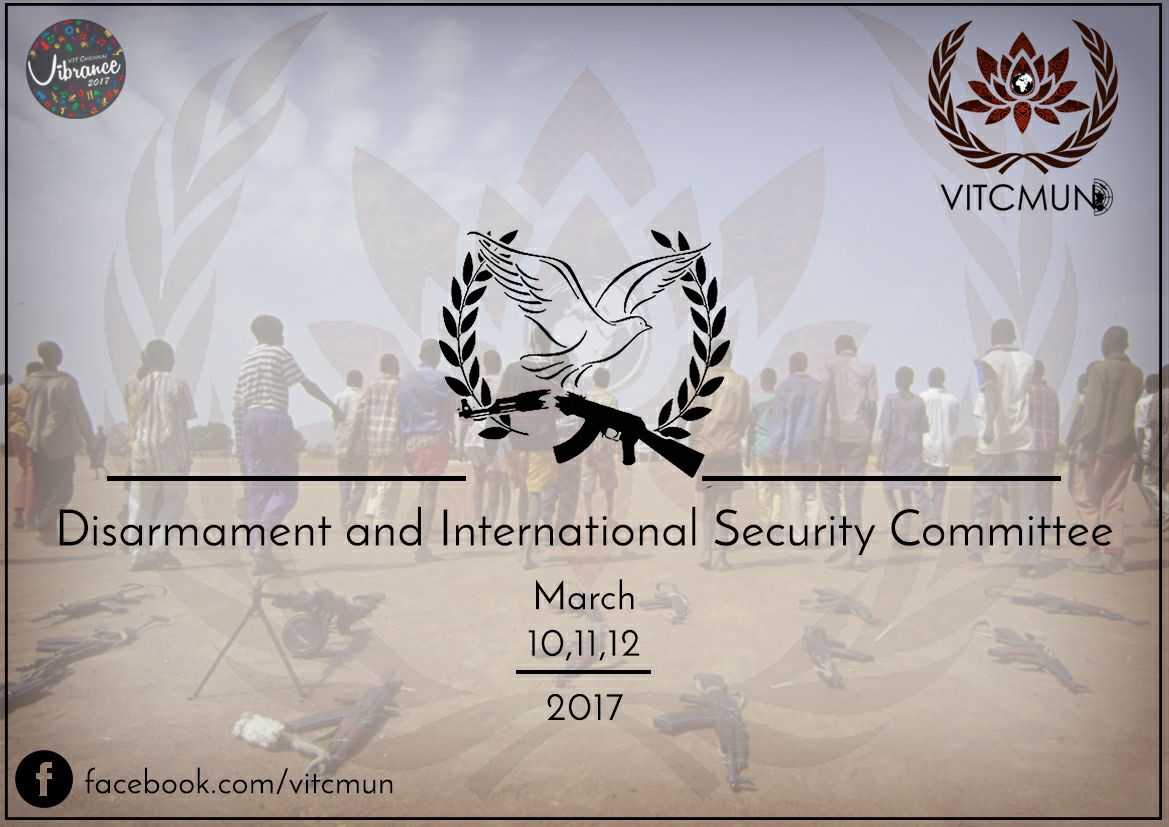 VIT CHENNAI
Vibrance
2017
VITCMUN
Disarmament and International Security Committee
March
10,11,12
2017
facebook.com/vitcmun